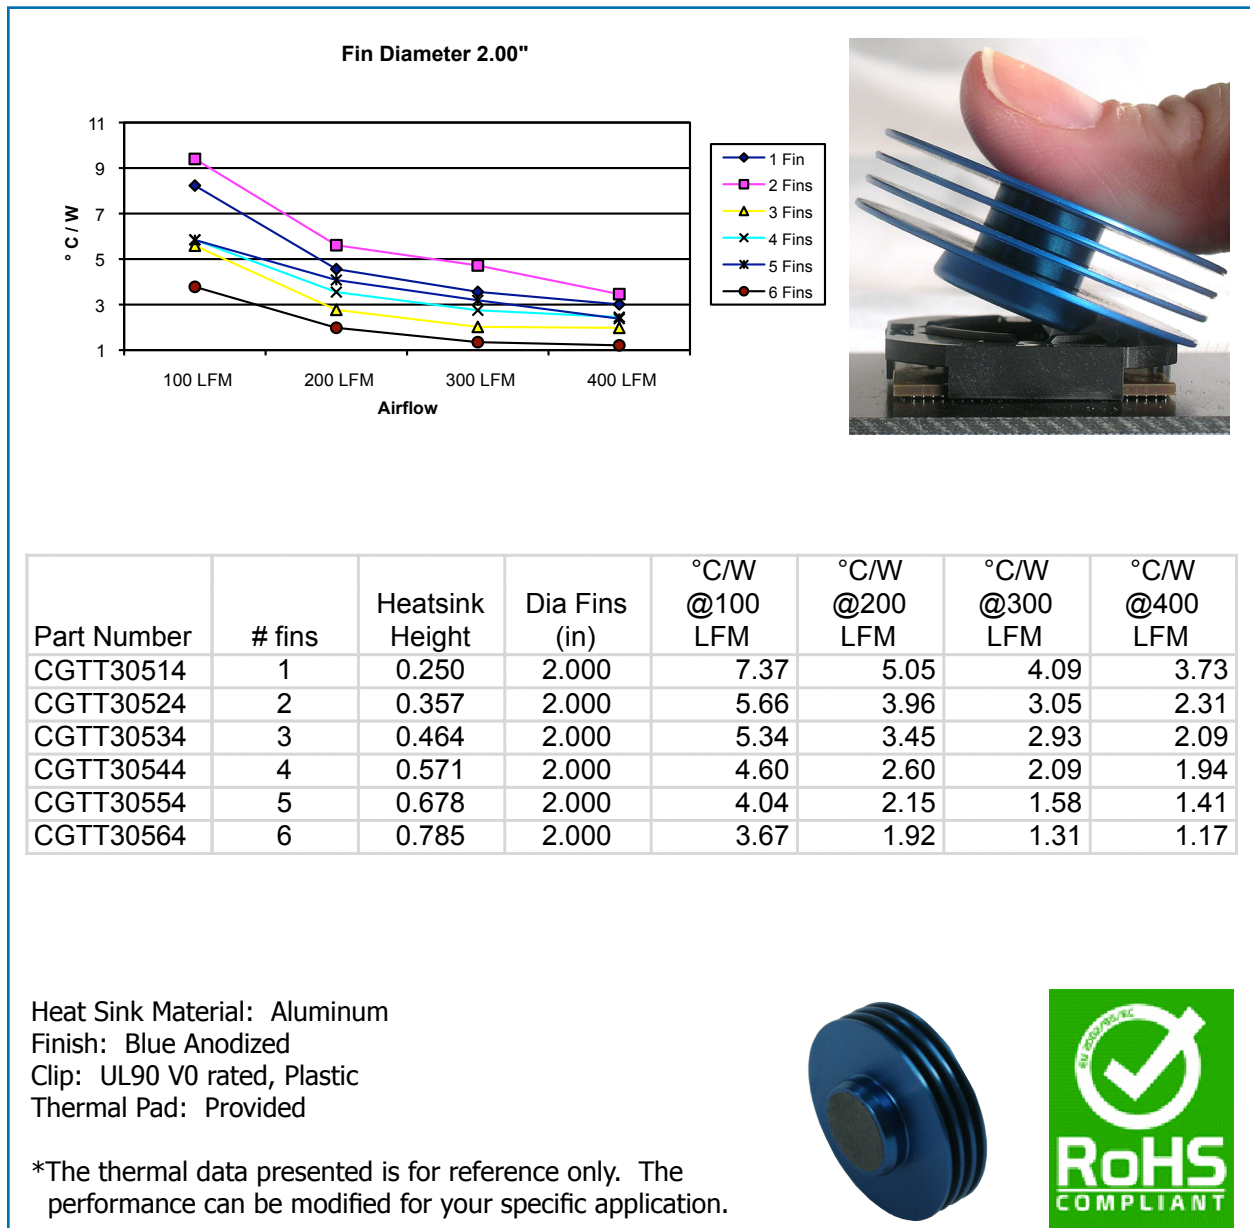 Fin Diameter 2.00"
11
9
7
5
3
1
° C / W
100 LFM 200 LFM 300 LFM 400 LFM
Airflow
1 Fin
2 Fins
3 Fins
4 Fins
5 Fins
6 Fins
Part Number # fins Heatsink Height Dia Fins (in) °C/W @100 LFM °C/W @200 LFM °C/W @300 LFM °C/W @400 LFM
CGTT30514 1 0.250 2.000 7.37 5.05 4.09 3.73
CGTT30524 2 0.357 2.000 5.66 3.96 3.05 2.31
CGTT30534 3 0.464 2.000 5.34 3.45 2.93 2.09
CGTT30544 4 0.571 2.000 4.60 2.60 2.09 1.94
CGTT30554 5 0.678 2.000 4.04 2.15 1.58 1.41
CGTT30564 6 0.785 2.000 3.67 1.92 1.31 1.17
Heat Sink Material: Aluminum
Finish: Blue Anodized
Clip: UL90 V0 rated, Plastic
Thermal Pad: Provided
*The thermal data presented is for reference only. The
performance can be modified for your specific application.
EU 2002/95/EC
RoHS
COMPLIANT